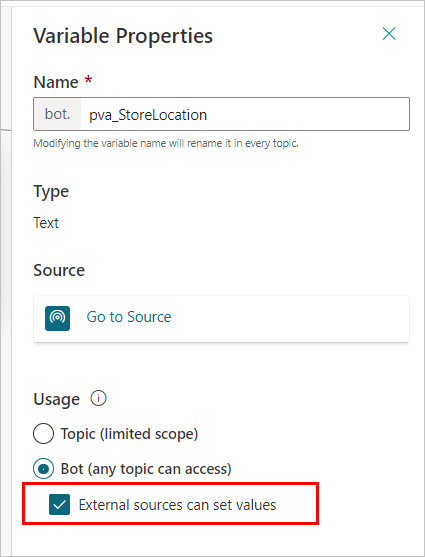 Variable Properties
Name *
bot. pva_StoreLocation
Modifying the variable name will rename it in every topic.
Type
Text
Source
Go to Source
Usage
Topic (limited scope)
Bot (any topic can access)
External sources can set values